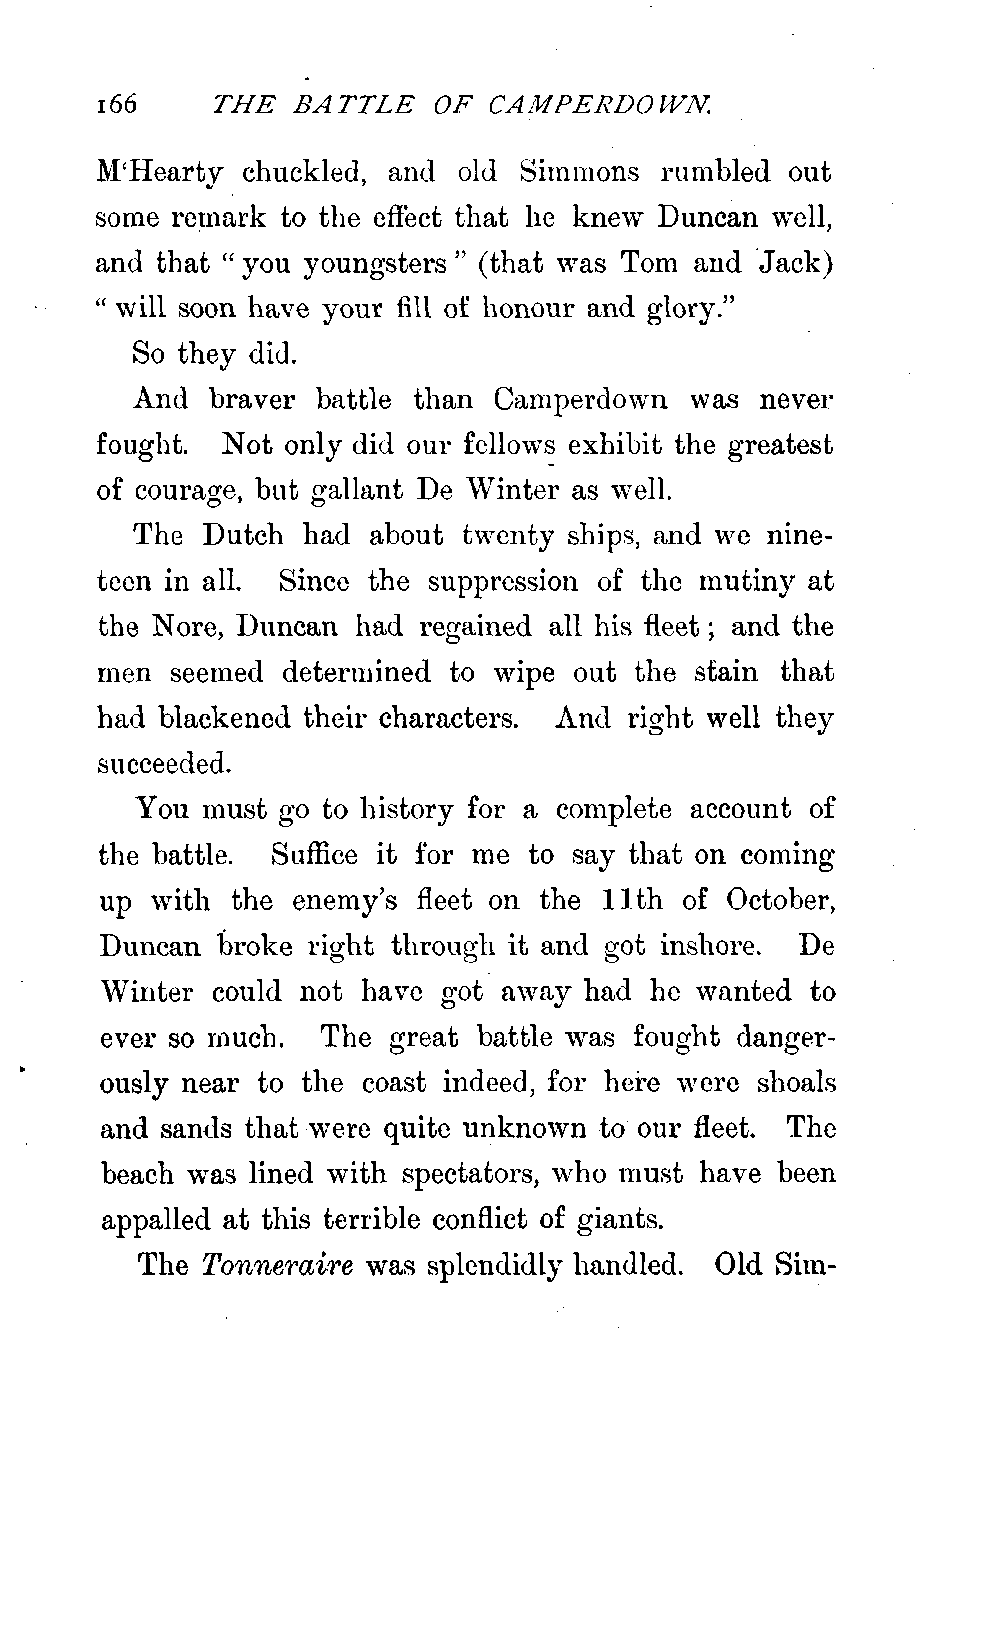 166 THE BATTLE OF CAMPERDOWN.
M‘Hearty chuckled, and old Simmons rumbled out
some remark to the effect that he knew Duncan well,
and that “you youngsters” (that was Tom and Jack)
“will soon have your fill of honour and glory.”
So they did.
And braver battle than Camperdown was never
fought. Not only did our fellows exhibit the greatest
of courage, but gallant De Winter as well.
The Dutch had about twenty ships, and we nine-
teen in all. Since the suppression of the mutiny at
the Nore, Duncan had regained all his fleet; and the
men seemed determined to wipe out the stain that
had blackened their characters. And right well they
succeeded.
You must go to history for a complete account of
the battle. Suffice it for me to say that on coming
up with the enemy’s fleet on the 11th of October,
Duncan broke right through it and got inshore. De
Winter could not have got away had he wanted to
ever so much. The great battle was fought danger-
ously near to the coast indeed, for here were shoals
and sands that were quite unknown to our fleet. The
beach was lined with spectators, who must have been
appalled at this terrible conflict of giants.
The Tonneraire was splendidly handled. Old Sim-